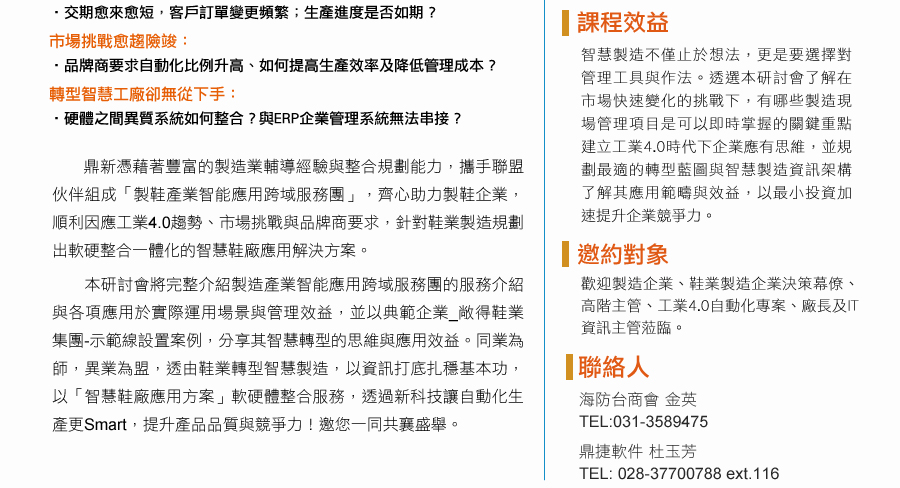 ・交期愈來愈短，客戶訂單變更頻繁；生產進度是否如期？
市場挑戰愈趨險竣：
・品牌商要求自動化比例升高、如何提高生產效率及降低管理成本？
轉型智慧工廠卻無從下手：
・硬體之間異質系統如何整合？與ERP企業管理系統無法串接？
鼎新憑藉著豐富的製造業輔導經驗與整合規劃能力，攜手聯盟
伙伴組成「製鞋產業智能應用跨域服務團」，齊心助力製鞋企業，
順利因應工業4.0趨勢、市場挑戰與品牌商要求，針對鞋業製造規劃
出軟硬整合一體化的智慧鞋廠應用解決方案。
本研討會將完整介紹製造產業智能應用跨域服務團的服務介紹
與各項應用於實際運用場景與管理效益，並以典範企業_敞得鞋業
集團-示範線設置案例，分享其智慧轉型的思維與應用效益。同業為
師，異業為盟，透由鞋業轉型智慧製造，以資訊打底扎穩基本功，
以「智慧鞋廠應用方案」軟硬體整合服務，透過新科技讓自動化生
產更Smart，提升產品品質與競爭力！邀您一同共襄盛舉。
課程效益
智慧製造不僅止於想法，更是要選擇對
管理工具與作法。透選本研討會了解在
市場快速變化的挑戰下，有哪些製造現
場管理項目是可以即時掌握的關鍵重點
建立工業4.0時代下企業應有思維，並規
劃最適的轉型藍圖與智慧製造資訊架構
了解其應用範疇與效益，以最小投資加
速提升企業競爭力。
邀約對象
歡迎製造企業、鞋業製造企業決策幕僚、
高階主管、工業4.0自動化專案、廠長及IT
資訊主管蒞臨。
聯絡人
海防台商會 金英
TEL:031-3589475
鼎捷軟件 杜玉芳
TEL: 028-37700788 ext.116